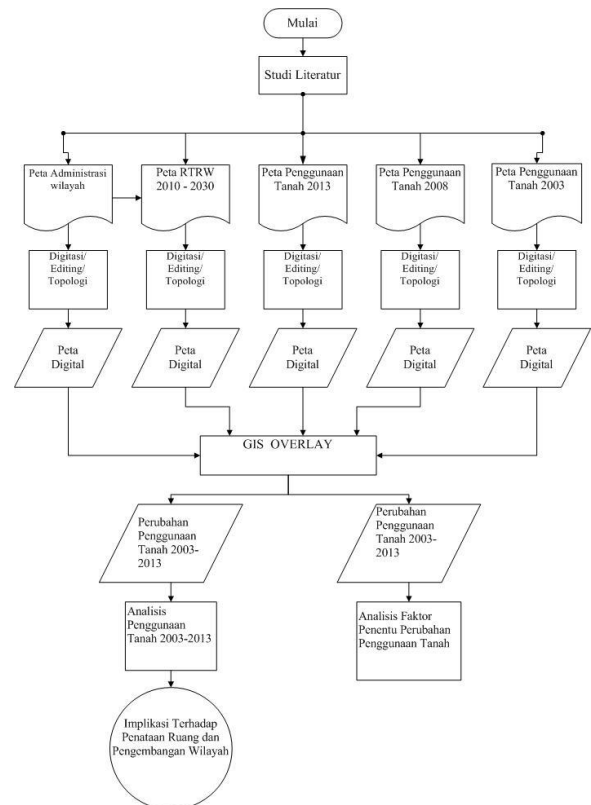 Mulai
Studi Literatur
Peta Administrasi
wilayah
Peta RTRW
2010 - 2030
Peta Penggunaan
Tanah 2013
Peta Penggunaan
Tanah 2008
Peta Penggunaan
Tanah 2003
Digitasi/
Editing/
Topologi
Digitasi/
Editing/
Topologi
Digitasi/
Editing/
Topologi
Digitasi/
Editing/
Topologi
Digitasi/
Editing/
Topologi
Peta
Digital
Peta
Digital
Peta
Digital
Peta
Digital
Peta
Digital
GIS OVERLAY
Perubahan
Penggunaan
Tanah 2003-
2013
Perubahan
Penggunaan
Tanah 2003-
2013
Analisis
Penggunaan
Tanah 2003-2013
Analisis Faktor
Penentu Perubahan
Penggunaan Tanah
Implikasi Terhadap
Penataan Ruang dan
Pengembangan Wilayah